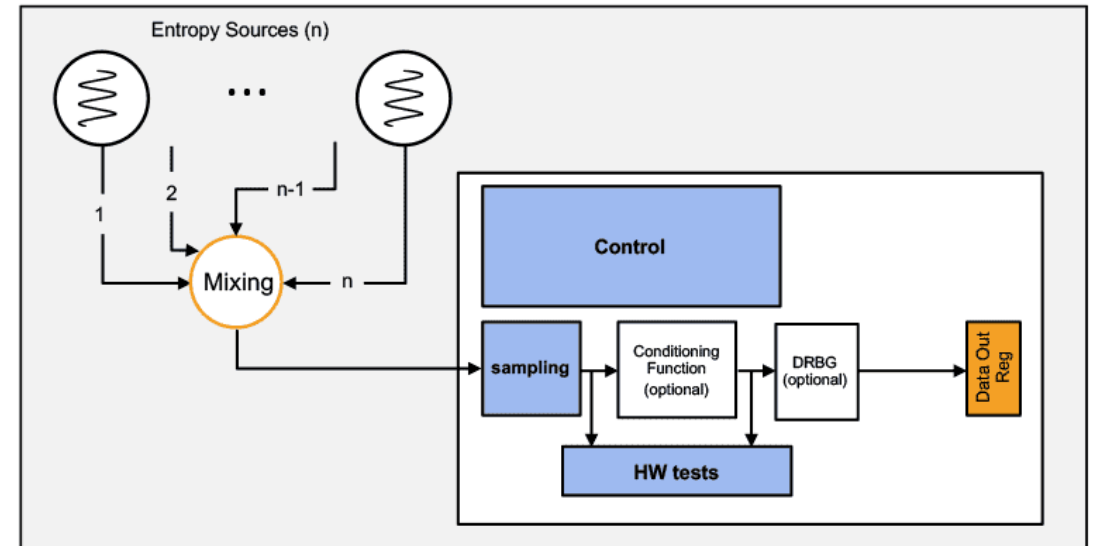 Entropy Sources (n)
...
1
2
n-1
n
Mixing
Control
sampling
Conditioning
Function
(optional)
DRBG
(optional)
Data Out
Reg
HW tests